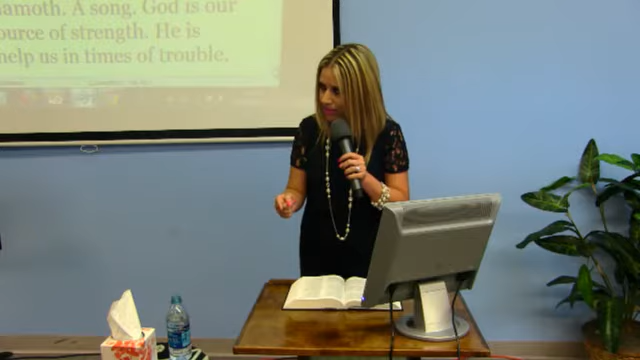 amoth. A song. God is our
ource of strength. He is
help us in times of trouble.